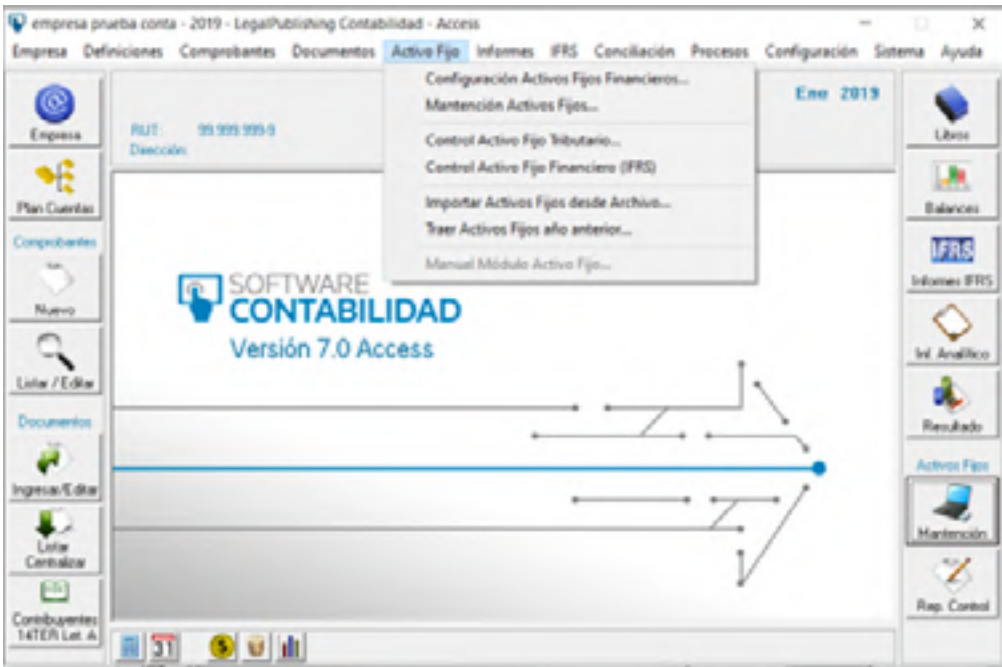 empresa prueba conta - 2019 - LegalPublishing Contabilidad - Access
Empresa Definiciones Comprobantes Documentos Activo Fijo Informes IFRS Conciliación Procesos Configuración Sistema Ayuda
Configuración Activos Fijos Financieros...
Mantención Activos Fijos...
Control Activo Fijo Tributario...
Control Activo Fijo Financiero (IFRS)
Importar Activos Fijos desde Archivo...
Traer Activos Fijos año anterior...
Manual Módulo Activo Fijo...
Ene 2019
RUT: 99.999.999-9
Dirección:
Empresa
Plan Cuentas
Comprobantes
Nuevo
Listar / Editar
Documentos
Ingresar/Editar
Listar
Centralizar
Contribuyentes
14TER Let. A
SOFTWARE
CONTABILIDAD
Versión 7.0 Access
31
Libros
Balances
IFRS
Informes IFRS
Inf. Analítico
Resultado
Activos Fijos
Mantención
Rep. Control